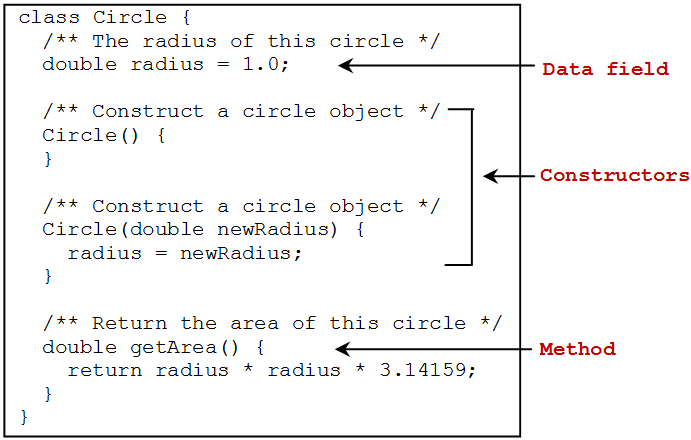 class Circle {
/** The radius of this circle */
double radius = 1.0;
Data field
/** Construct a circle object */
Circle() {
}
Constructors
/** Construct a circle object */
Circle(double newRadius) {
radius = newRadius;
}
/** Return the area of this circle */
double getArea() {
Method
return radius * radius * 3.14159;
}
}